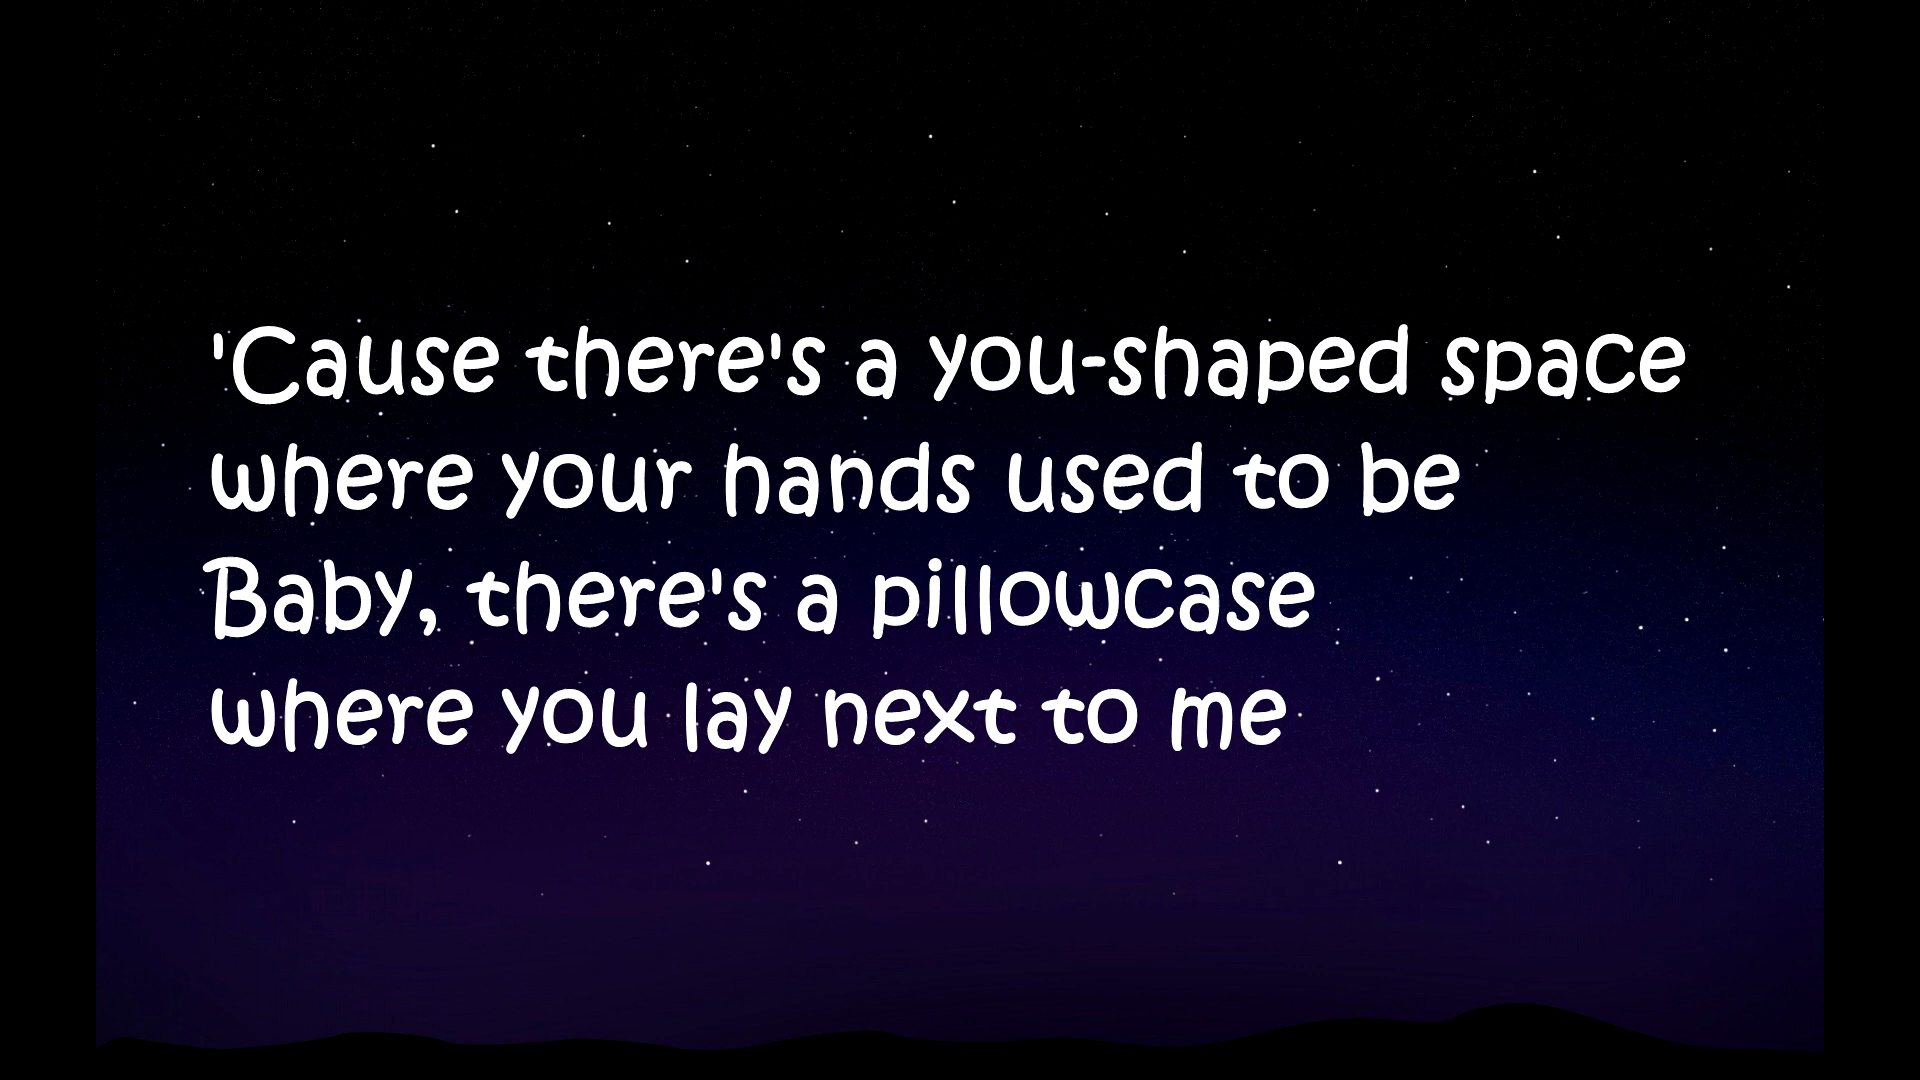 'Cause there's a you-shaped space
where your hands used to be
Baby, there's a pillowcase
where you lay next to me